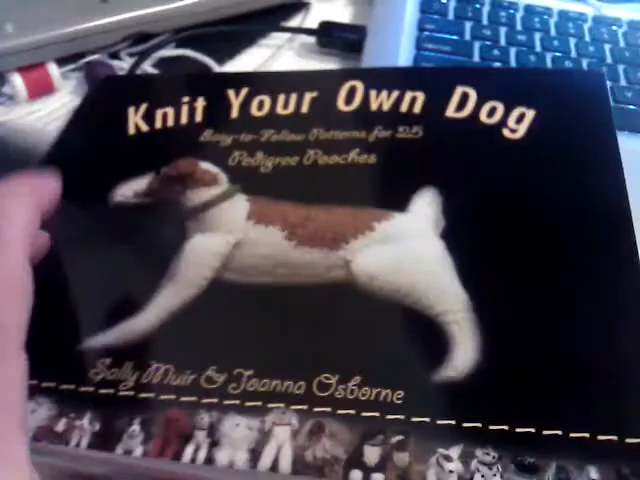 Knit Your Own Dog
Easy-to-Follow Patterns for 25
Pedigree Pooches
Sally Muir & Joanna Osborne